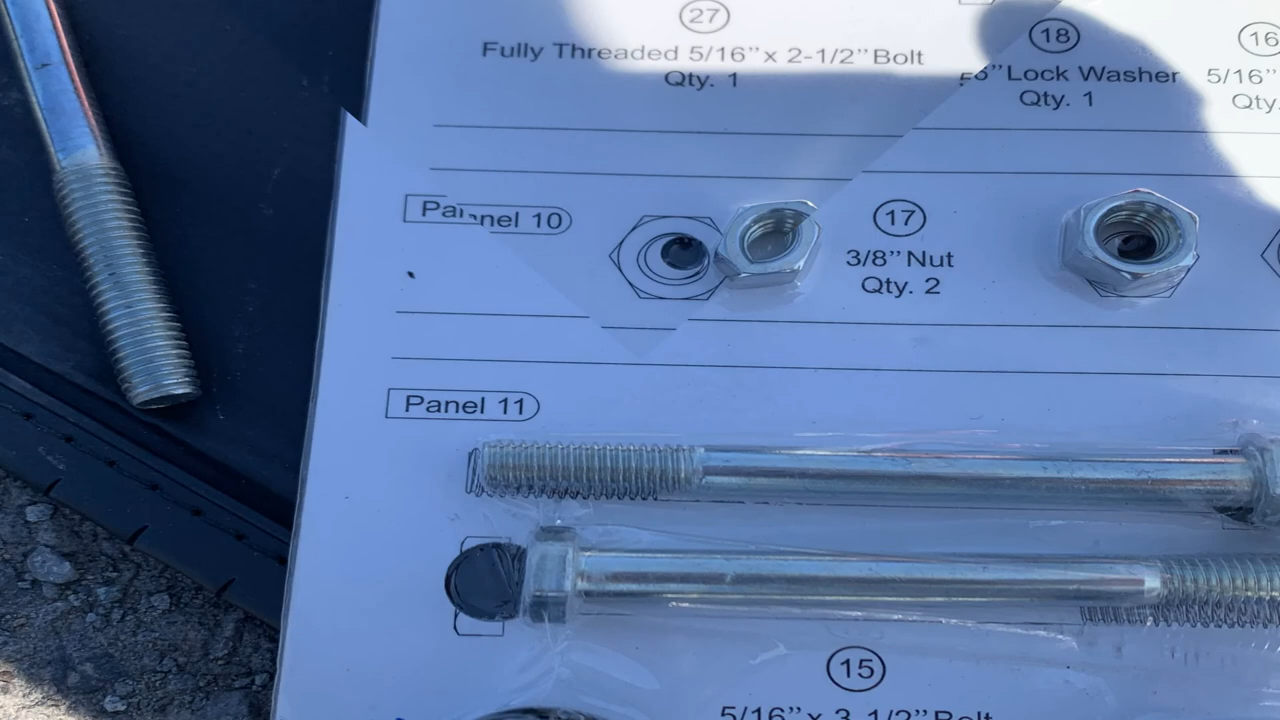 27
Fully Threaded 5/16” x 2-1/2” Bolt
Qty. 1
18
Lock Washer
Qty. 1
16
5/16”
Qty.
Panel 10
17
3/8” Nut
Qty. 2
Panel 11
15
5/16” x 3-1/2” Bolt